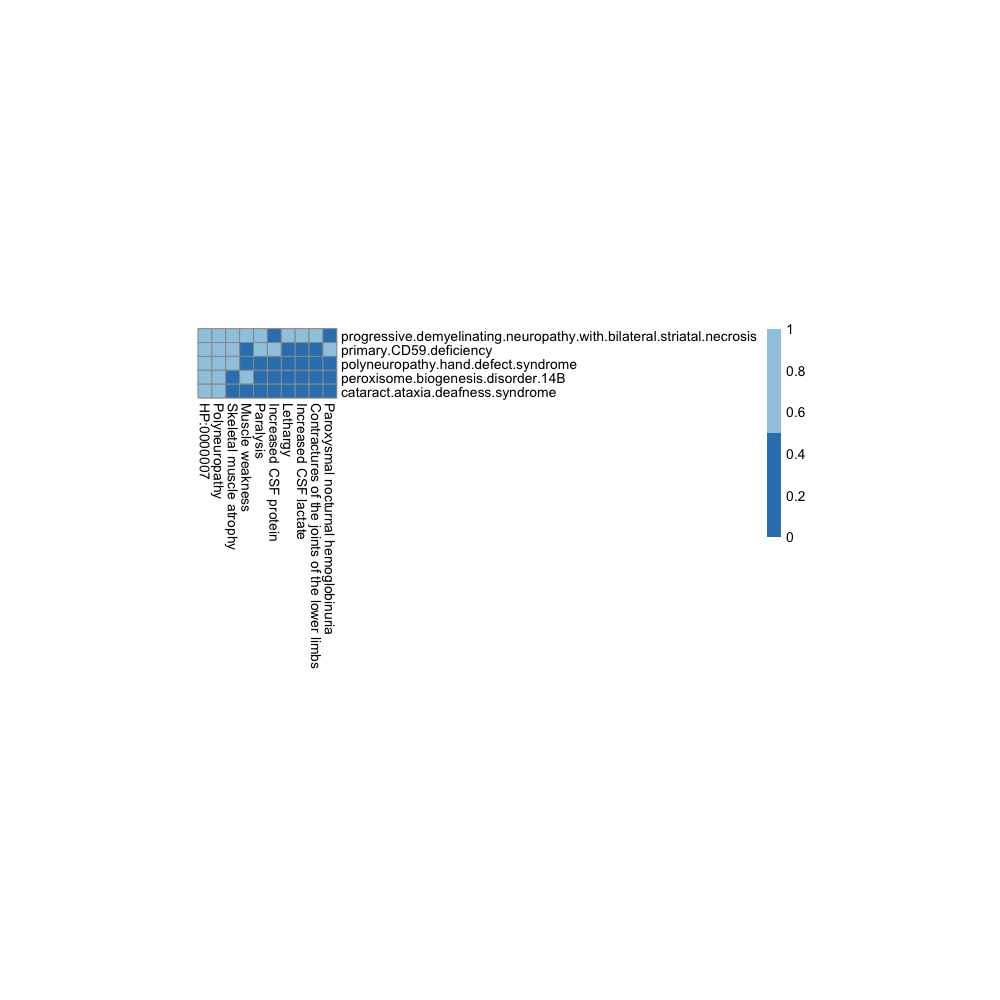 progressive.demyelinating.neuropathy.with.bilateral.striatal.necrosis
primary.CD59.deficiency
polyneuropathy.hand.defect.syndrome
peroxisome.biogenesis.disorder.14B
cataract.ataxia.deafness.syndrome
HP:0000007
Polyneuropathy
Skeletal muscle atrophy
Muscle weakness
Paralysis
Increased CSF protein
Lethargy
Increased CSF lactate
Contractures of the joints of the lower limbs
Paroxysmal nocturnal hemoglobinuria
1
0.8
0.6
0.4
0.2
0